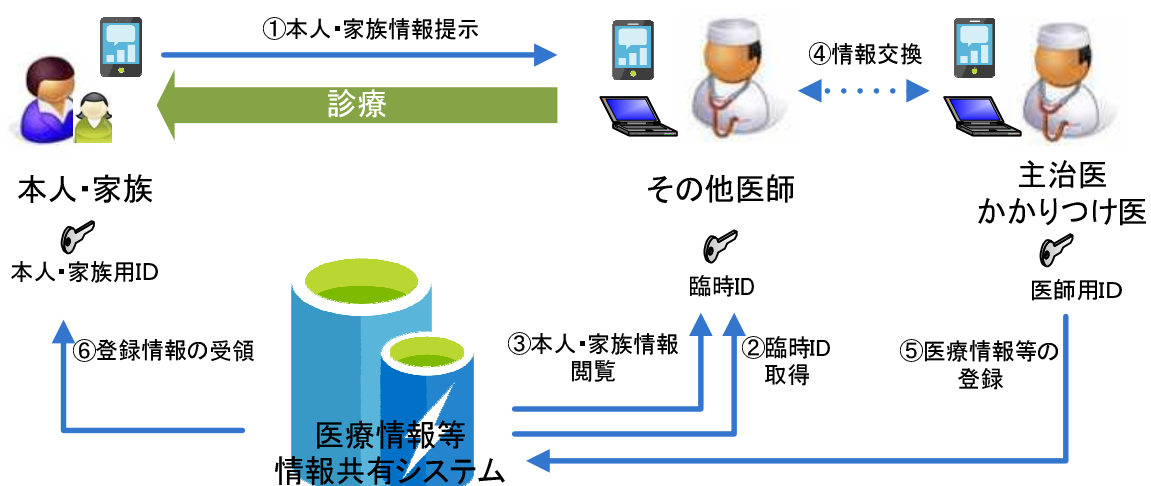 ①本人・家族情報提示
④情報交換
診療
本人・家族
その他医師
主治医
かかりつけ医
本人・家族用ID
臨時ID
医師用ID
⑥登録情報の受領
③本人・家族情報
閲覧
②臨時ID
取得
⑤医療情報等の
登録
医療情報等
情報共有システム